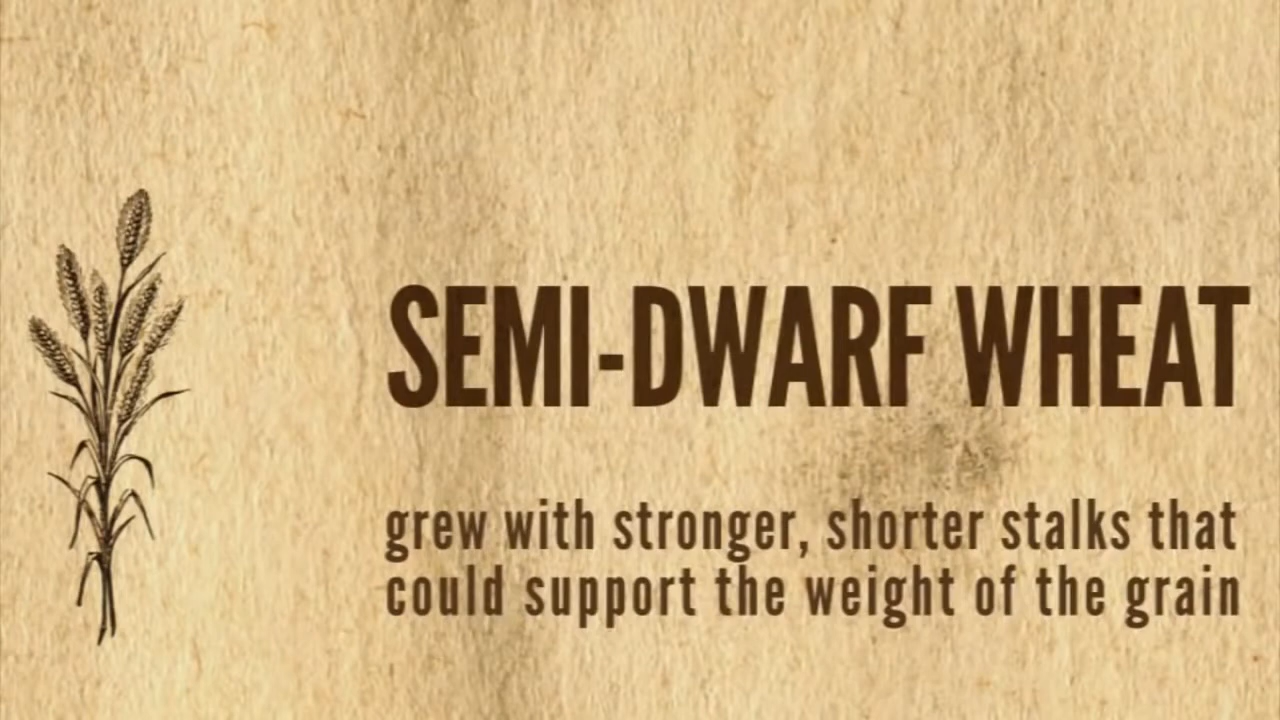 SEMI-DWARF WHEAT
grew with stronger, shorter stalks that
could support the weight of the grain